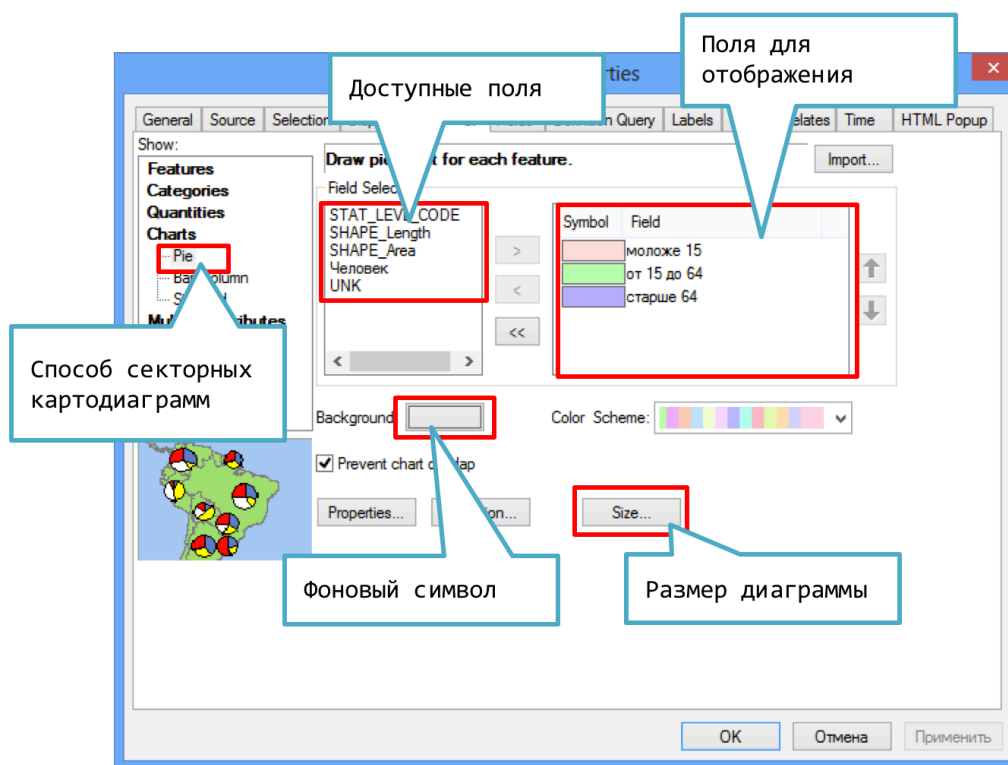 Поля для
отображения
Доступные поля
rties
General Source Selection Query Labels elates Time HTML Popup
Show:
Features
Categories
Quantities
Charts
Pie
Draw pie t for each feature.
Import...
Field Selec
STAT_LEVL_CODE
SHAPE_Length
SHAPE_Area
Человек
UNK
>
<
<<
Symbol Field
моложе 15
от 15 до 64
старше 64
Способ секторных
картодиаграмм
Background
Color Scheme:
Prevent chart
Properties...
Size...
Фоновый символ
Размер диаграммы
OK Отмена Применить